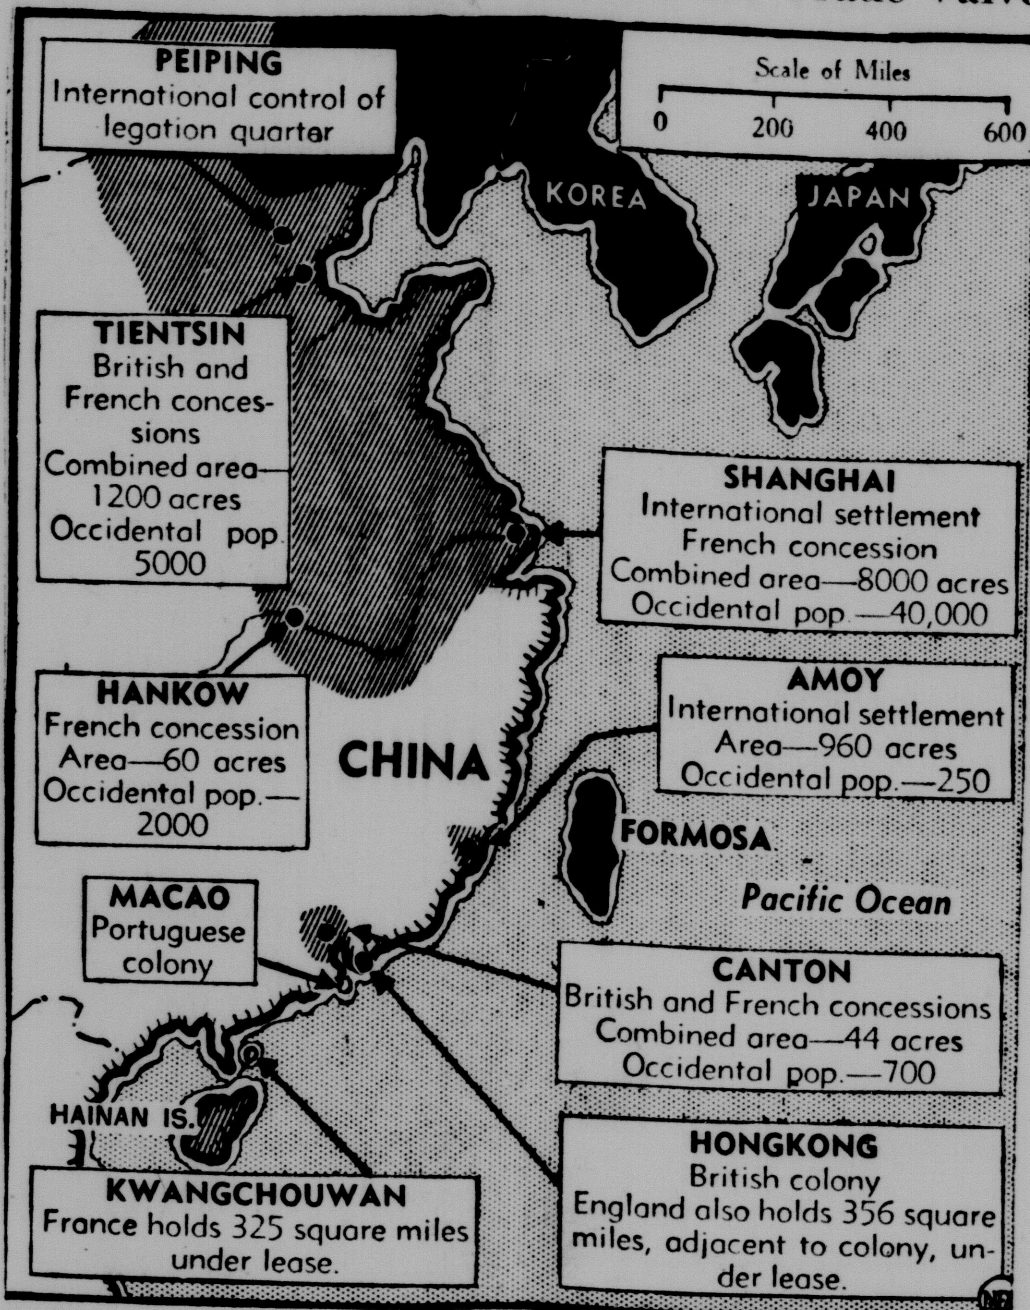 PEIPING
International control of
legation quarter
Scale of Miles
0 200 400 600
KOREA
JAPAN
TIENTSIN
British and
French conces-
sions
Combined area—
1200 acres
Occidental pop.
5000
SHANGHAI
International settlement
French concession
Combined area—8000 acres
Occidental pop.—40,000
HANKOW
French concession
Area—60 acres
Occidental pop.—
2000
CHINA
AMOY
International settlement
Area—960 acres
Occidental pop.—250
FORMOSA
Pacific Ocean
MACAO
Portuguese
colony
CANTON
British and French concessions
Combined area—44 acres
Occidental pop.—700
HAINAN IS.
KWANGCHOUWAN
France holds 325 square miles
under lease.
HONGKONG
British colony
England also holds 356 square
miles, adjacent to colony, un-
der lease.